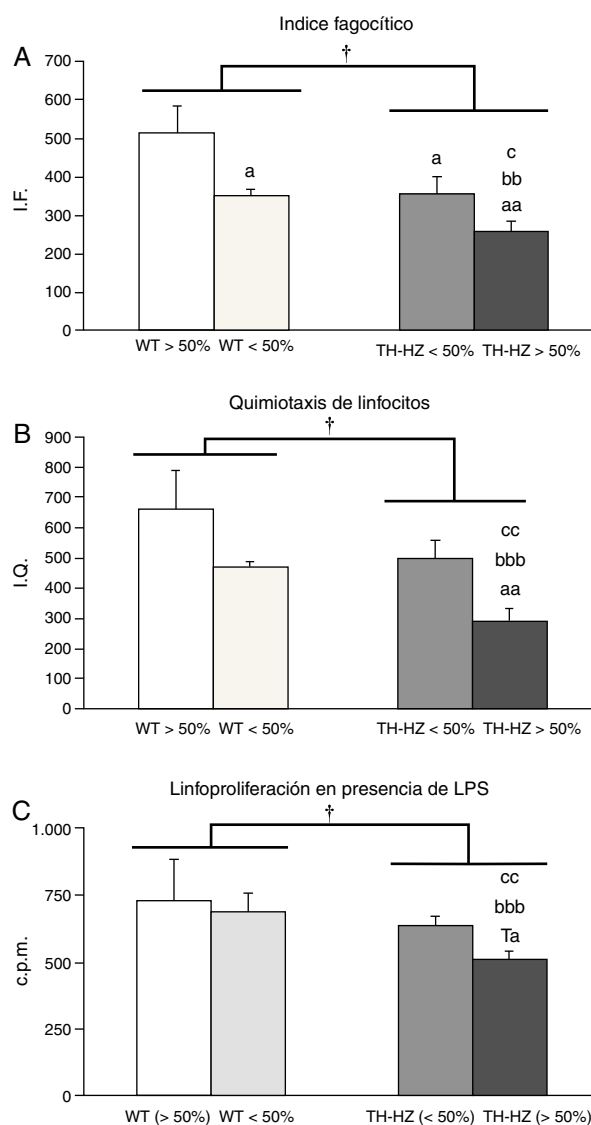 Indice fagocítico
A
†
700
600
500
400
300
200
100
0
I.F.
a
a
c
bb
aa
WT > 50% WT < 50% TH-HZ < 50% TH-HZ > 50%
Quimiotaxis de linfocitos
B
†
900
800
700
600
500
400
300
200
100
0
I.Q.
cc
bbb
aa
WT > 50% WT < 50% TH-HZ < 50% TH-HZ > 50%
Linfoproliferación en presencia de LPS
C
†
1.000
750
500
250
0
c.p.m.
cc
bbb
Ta
WT (> 50%) WT < 50% TH-HZ (< 50%) TH-HZ (> 50%)